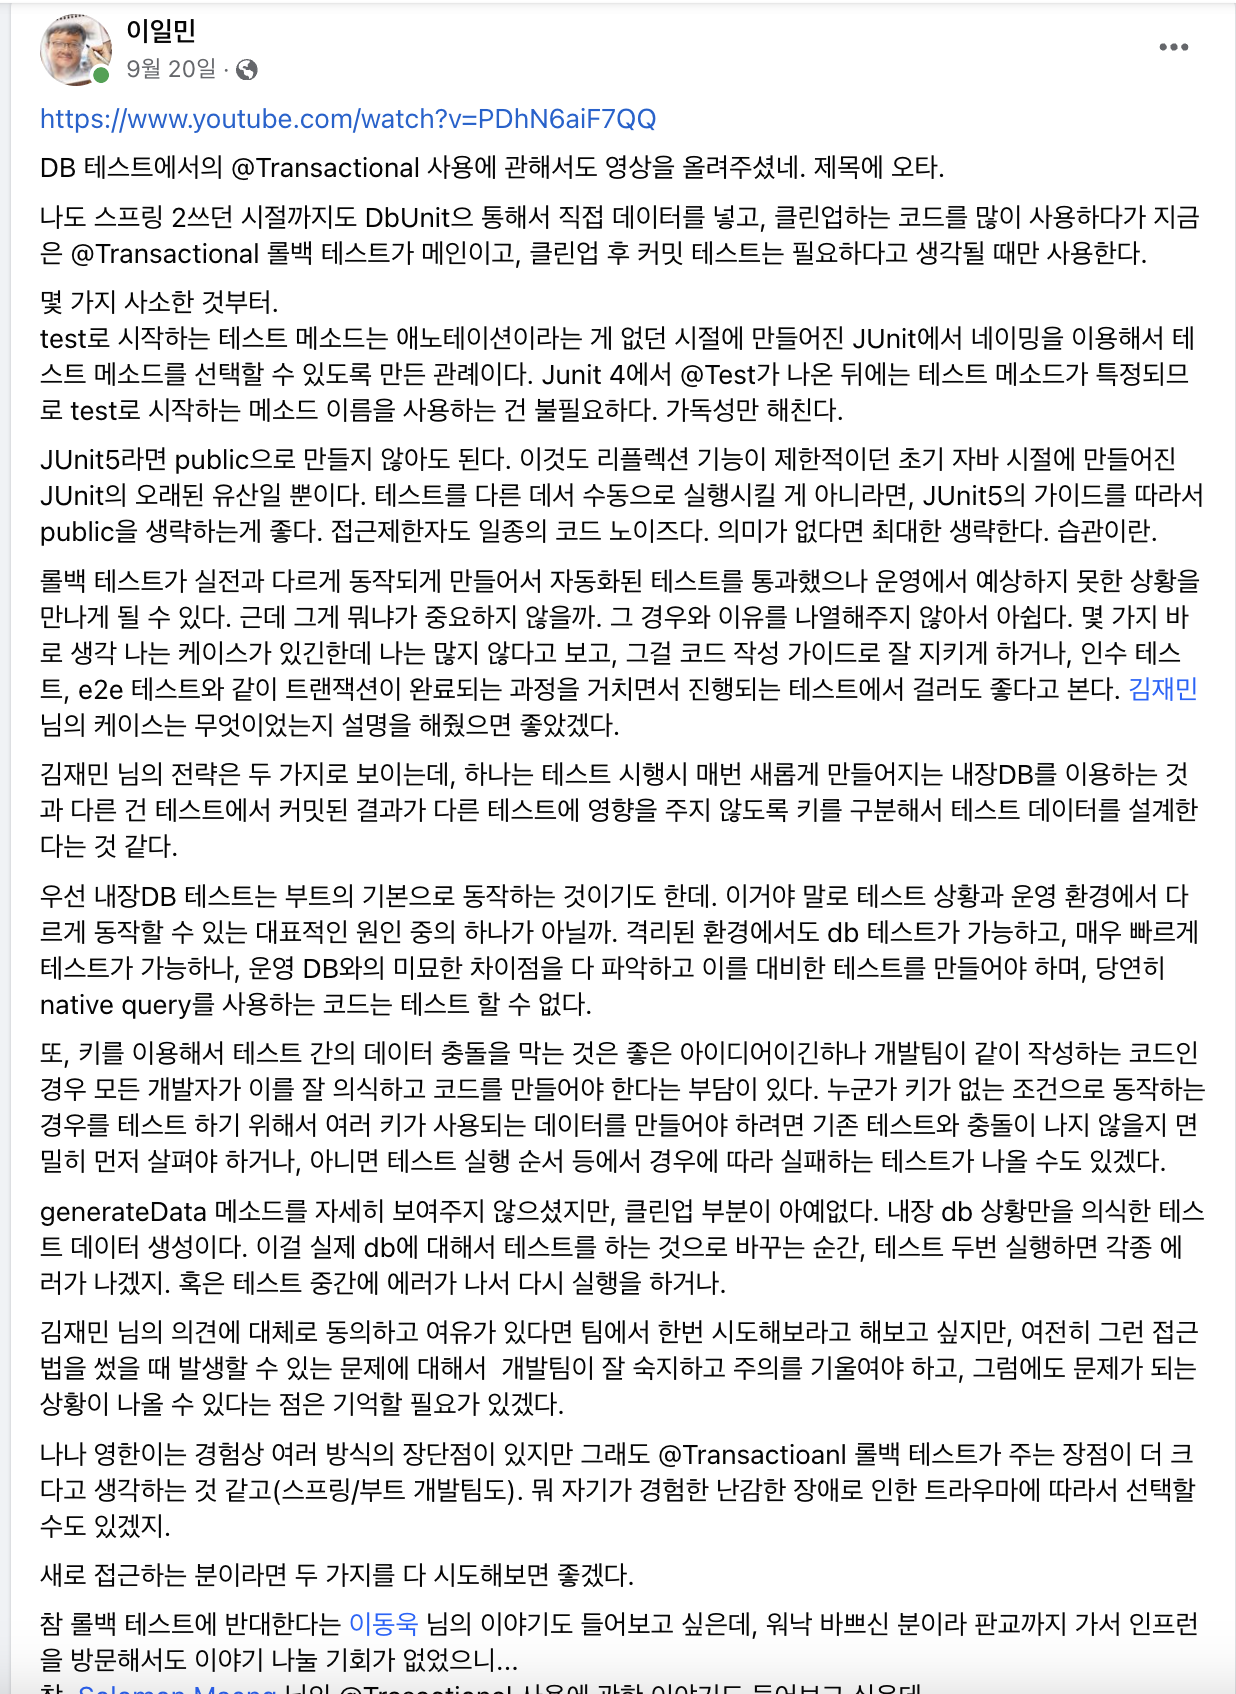 이일민
9월 20일 ·
https://www.youtube.com/watch?v=PDhN6aiF7QQ
DB 테스트에서의 @Transactional 사용에 관해서도 영상을 올려주셨네. 제목에 오타.
나도 스프링 2쓰던 시절까지도 DbUnit으 통해서 직접 데이터를 넣고, 클린업하는 코드를 많이 사용하다가 지금
은 @Transactional 롤백 테스트가 메인이고, 클린업 후 커밋 테스트는 필요하다고 생각될 때만 사용한다.
몇 가지 사소한 것부터.
test로 시작하는 테스트 메소드는 애노테이션이라는 게 없던 시절에 만들어진 JUnit에서 네이밍을 이용해서 테
스트 메소드를 선택할 수 있도록 만든 관례이다. Junit 4에서 @Test가 나온 뒤에는 테스트 메소드가 특정되므
로 test로 시작하는 메소드 이름을 사용하는 건 불필요하다. 가독성만 해친다.
JUnit5라면 public으로 만들지 않아도 된다. 이것도 리플렉션 기능이 제한적이던 초기 자바 시절에 만들어진
JUnit의 오래된 유산일 뿐이다. 테스트를 다른 데서 수동으로 실행시킬 게 아니라면, JUnit5의 가이드를 따라서
public을 생략하는게 좋다. 접근제한자도 일종의 코드 노이즈다. 의미가 없다면 최대한 생략한다. 습관이란.
롤백 테스트가 실전과 다르게 동작되게 만들어서 자동화된 테스트를 통과했으나 운영에서 예상하지 못한 상황을
만나게 될 수 있다. 근데 그게 뭐냐가 중요하지 않을까. 그 경우와 이유를 나열해주지 않아서 아쉽다. 몇 가지 바
로 생각 나는 케이스가 있긴한데 나는 많지 않다고 보고, 그걸 코드 작성 가이드로 잘 지키게 하거나, 인수 테스
트, e2e 테스트와 같이 트랜잭션이 완료되는 과정을 거치면서 진행되는 테스트에서 걸러도 좋다고 본다. 김재민
님의 케이스는 무엇이었는지 설명을 해줬으면 좋았겠다.
김재민 님의 전략은 두 가지로 보이는데, 하나는 테스트 시행시 매번 새롭게 만들어지는 내장DB를 이용하는 것
과 다른 건 테스트에서 커밋된 결과가 다른 테스트에 영향을 주지 않도록 키를 구분해서 테스트 데이터를 설계한
다는 것 같다.
우선 내장DB 테스트는 부트의 기본으로 동작하는 것이기도 한데. 이거야 말로 테스트 상황과 운영 환경에서 다
르게 동작할 수 있는 대표적인 원인 중의 하나가 아닐까. 격리된 환경에서도 db 테스트가 가능하고, 매우 빠르게
테스트가 가능하나, 운영 DB와의 미묘한 차이점을 다 파악하고 이를 대비한 테스트를 만들어야 하며, 당연히
native query를 사용하는 코드는 테스트 할 수 없다.
또, 키를 이용해서 테스트 간의 데이터 충돌을 막는 것은 좋은 아이디어이긴하나 개발팀이 같이 작성하는 코드인
경우 모든 개발자가 이를 잘 의식하고 코드를 만들어야 한다는 부담이 있다. 누군가 키가 없는 조건으로 동작하는
경우를 테스트 하기 위해서 여러 키가 사용되는 데이터를 만들어야 하려면 기존 테스트와 충돌이 나지 않을지 면
밀히 먼저 살펴야 하거나, 아니면 테스트 실행 순서 등에서 경우에 따라 실패하는 테스트가 나올 수도 있겠다.
generateData 메소드를 자세히 보여주지 않으셨지만, 클린업 부분이 아예없다. 내장 db 상황만을 의식한 테스
트 데이터 생성이다. 이걸 실제 db에 대해서 테스트를 하는 것으로 바꾸는 순간, 테스트 두번 실행하면 각종 에
러가 나겠지. 혹은 테스트 중간에 에러가 나서 다시 실행을 하거나.
김재민 님의 의견에 대체로 동의하고 여유가 있다면 팀에서 한번 시도해보라고 해보고 싶지만, 여전히 그런 접근
법을 썼을 때 발생할 수 있는 문제에 대해서  개발팀이 잘 숙지하고 주의를 기울여야 하고, 그럼에도 문제가 되는
상황이 나올 수 있다는 점은 기억할 필요가 있겠다.
나나 영한이는 경험상 여러 방식의 장단점이 있지만 그래도 @Transactioanl 롤백 테스트가 주는 장점이 더 크
다고 생각하는 것 같고(스프링/부트 개발팀도). 뭐 자기가 경험한 난감한 장애로 인한 트라우마에 따라서 선택할
수도 있겠지.
새로 접근하는 분이라면 두 가지를 다 시도해보면 좋겠다.
참 롤백 테스트에 반대한다는 이동욱 님의 이야기도 들어보고 싶은데, 워낙 바쁘신 분이라 판교까지 가서 인프런
을 방문해서도 이야기 나눌 기회가 없었으니...